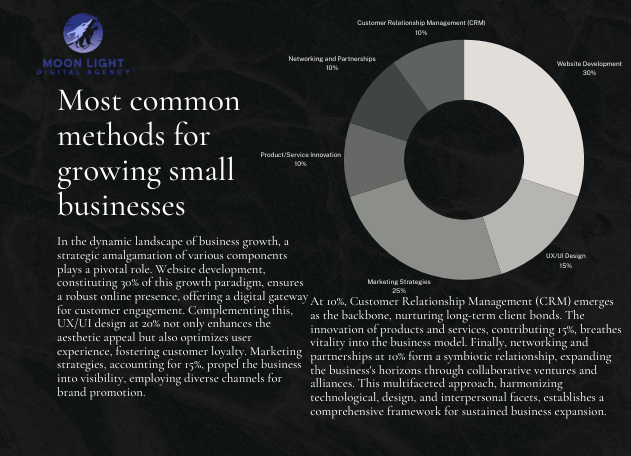 MOON LIGHT
DIGITAL AGENCY
Most common
methods for
growing small
businesses
In the dynamic landscape of business growth, a
strategic amalgamation of various components
plays a pivotal role. Website development,
constituting 30% of this growth paradigm, ensures
a robust online presence, offering a digital gateway
for customer engagement. Complementing this,
UX/UI design at 20% not only enhances the
aesthetic appeal but also optimizes user
experience, fostering customer loyalty. Marketing
strategies, accounting for 15%, propel the business
into visibility, employing diverse channels for
brand promotion.
Customer Relationship Management (CRM)
10%
Networking and Partnerships
10%
Website Development
30%
Product/Service Innovation
10%
UX/UI Design
15%
Marketing Strategies
25%
At 10%, Customer Relationship Management (CRM) emerges
as the backbone, nurturing long-term client bonds. The
innovation of products and services, contributing 15%, breathes
vitality into the business model. Finally, networking and
partnerships at 10% form a symbiotic relationship, expanding
the business's horizons through collaborative ventures and
alliances. This multifaceted approach, harmonizing
technological, design, and interpersonal facets, establishes a
comprehensive framework for sustained business expansion.